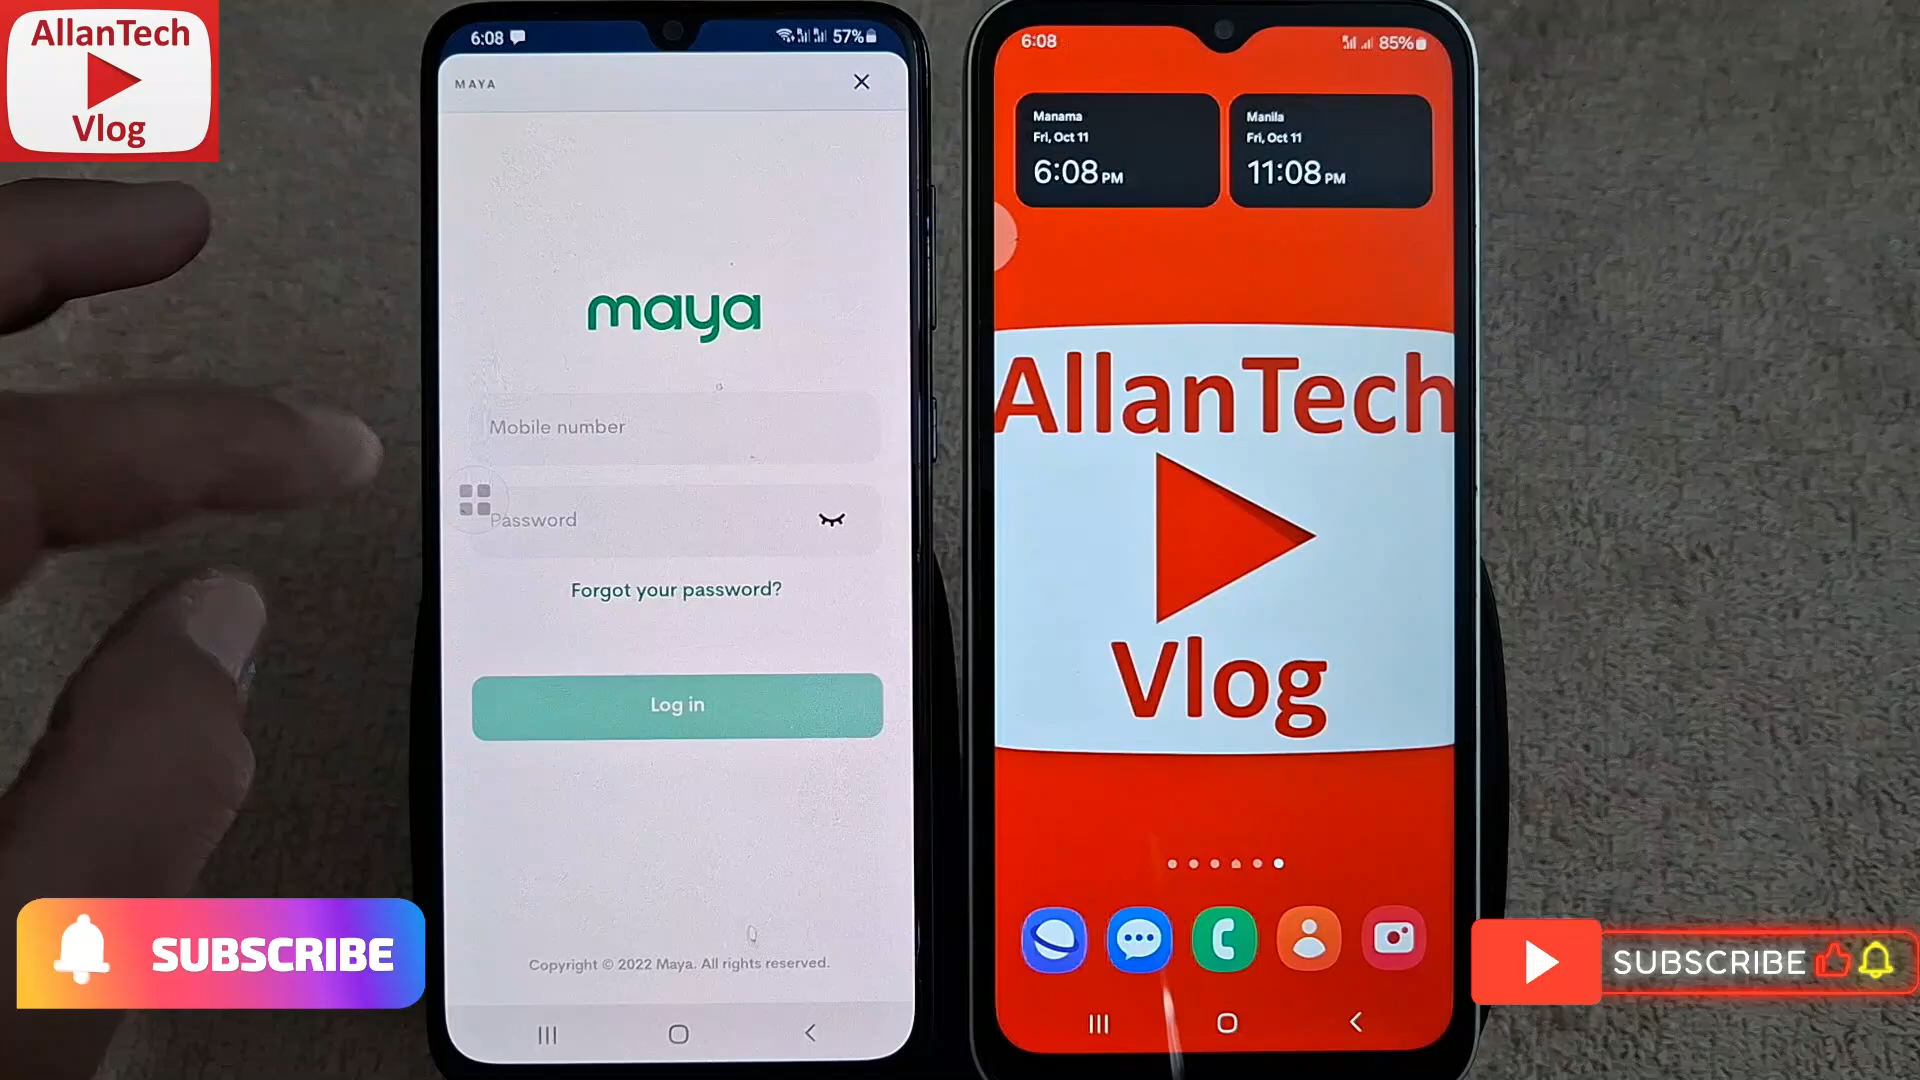 AllanTech
Vlog
6:08
57%
MAYA
maya
Mobile number
Password
Forgot your password?
Log in
Copyright © 2022 Maya. All rights reserved.
6:08
85%
Manama
Fri, Oct 11
6:08 PM
Manila
Fri, Oct 11
11:08 PM
AllanTech
Vlog
SUBSCRIBE
SUBSCRIBE